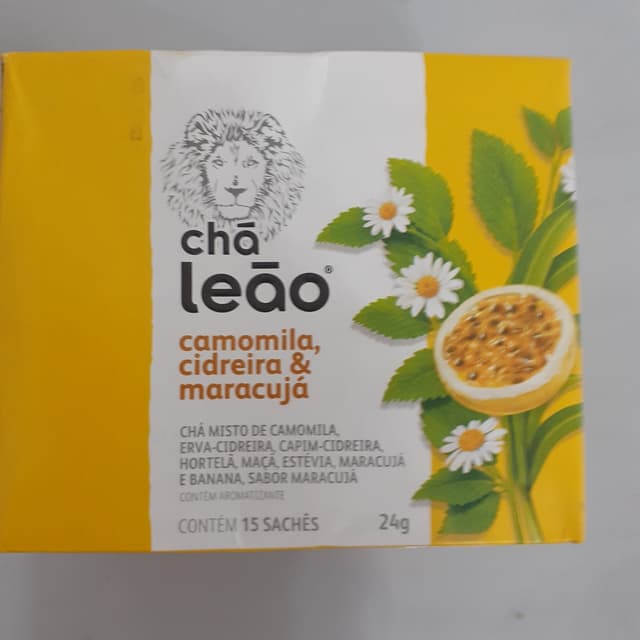 chá
leão®
camomila,
cidreira &
maracujá
CHÁ MISTO DE CAMOMILA,
ERVA-CIDREIRA, CAPIM-CIDREIRA,
HORTELÃ, MAÇÃ, ESTÉVIA, MARACUJÁ
E BANANA, SABOR MARACUJÁ
CONTÉM AROMATIZANTE
CONTÉM 15 SACHÊS 24g